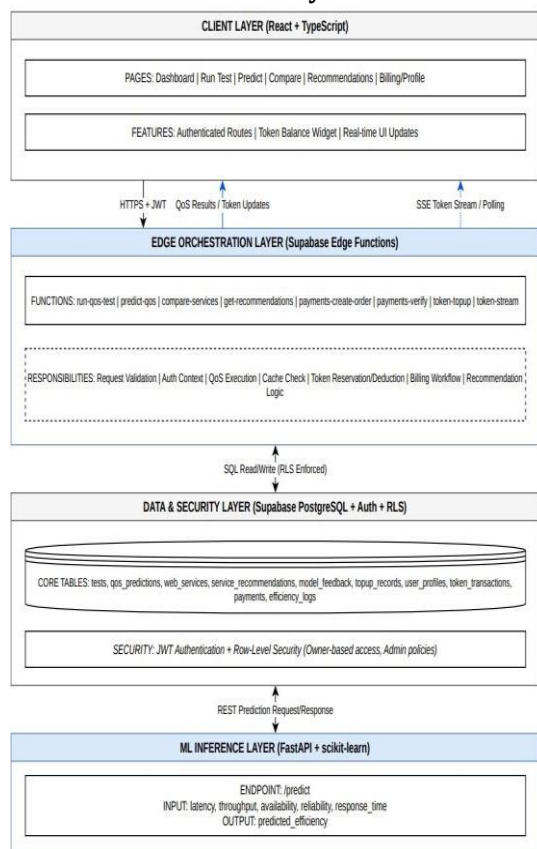 CLIENT LAYER (React + TypeScript)
PAGES: Dashboard | Run Test | Predict | Compare | Recommendations | Billing/Profile
FEATURES: Authenticated Routes | Token Balance Widget | Real-time UI Updates
HTTPS + JWT QoS Results / Token Updates SSE Token Stream / Polling
EDGE ORCHESTRATION LAYER (Supabase Edge Functions)
FUNCTIONS: run-qos-test | predict-qos | compare-services | get-recommendations | payments-create-order | payments-verify | token-topup | token-stream
RESPONSIBILITIES: Request Validation | Auth Context | QoS Execution | Cache Check | Token Reservation/Deduction | Billing Workflow | Recommendation
Logic
SQL Read/Write (RLS Enforced)
DATA & SECURITY LAYER (Supabase PostgreSQL + Auth + RLS)
CORE TABLES: tests, qos_predictions, web_services, service_recommendations, model_feedback, topup_records, user_profiles, token_transactions,
payments, efficiency_logs
SECURITY: JWT Authentication + Row-Level Security (Owner-based access, Admin policies)
REST Prediction Request/Response
ML INFERENCE LAYER (FastAPI + scikit-learn)
ENDPOINT: /predict
INPUT: latency, throughput, availability, reliability, response_time
OUTPUT: predicted_efficiency